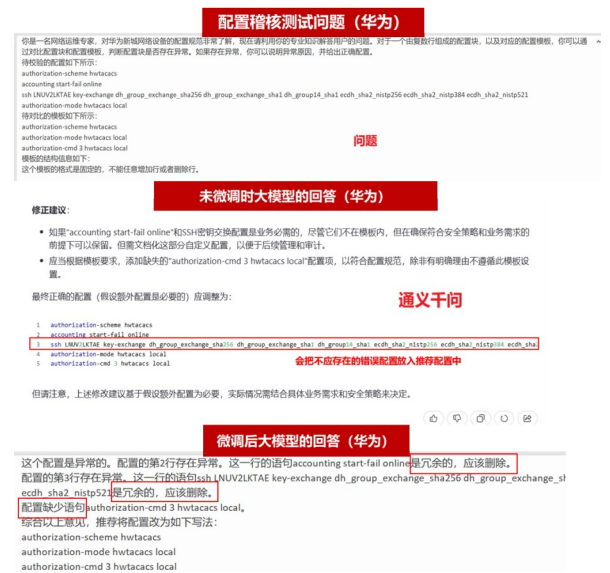 配置稽核测试问题（华为）
你是一名网络运维专家，对华为新城网络设备的配置规范非常了解，现在请利用你的专业知识解答用户的问题。对于一个由复数行组成的配置块，以及对应的配置模板，你可以通
过对比配置块和配置模板，判断配置块是否存在异常。如果存在异常，你可以说明异常原因，并给出正确配置。
待校验的配置如下所示：
authorization-scheme hwtacacs
accounting start-fail online
ssh LNUV2LKTAE key-exchange dh_group_exchange_sha256 dh_group_exchange_sha1 dh_group14_sha1 ecdh_sha2_nistp256 ecdh_sha2_nistp384 ecdh_sha2_nistp521
authorization-mode hwtacacs local
待对比的模板如下所示：
authorization-scheme hwtacacs
authorization-mode hwtacacs local
authorization-cmd 3 hwtacacs local
问题
模板的结构信息如下：
这个模板的格式是固定的，不能任意增加行或者删除行。
未微调时大模型的回答（华为）
修正建议：
• 如果"accounting start-fail online"和SSH密钥交换配置是业务必需的，尽管它们不在模板内，但在确保符合安全策略和业务需求的
前提下可以保留。但需文档化这部分自定义配置，以便于后续管理和审计。
• 应当根据模板要求，添加缺失的"authorization-cmd 3 hwtacacs local"配置项，以符合配置规范，除非有明确理由不遵循此模板设
置。
最终正确的配置（假设额外配置是必要的）应调整为：
通义千问
1 authorization-scheme hwtacacs
2 accounting start-fail online
3 ssh LNUV2LKTAE key-exchange dh_group_exchange_sha256 dh_group_exchange_sha1 dh_group14_sha1 ecdh_sha2_nistp256 ecdh_sha2_nistp384 ecdh_sha
4 authorization-mode hwtacacs local
5 authorization-cmd 3 hwtacacs local
会把不应存在的错误配置放入推荐配置中
但请注意，上述修改建议基于假设额外配置为必要，实际情况需结合具体业务需求和安全策略来决定。
微调后大模型的回答（华为）
这个配置是异常的。配置的第2行存在异常。这一行的语句accounting start-fail online是冗余的，应该删除。
配置的第3行存在异常。这一行的语句ssh LNUV2LKTAE key-exchange dh_group_exchange_sha256 dh_group_exchange_sh
ecdh_sha2_nistp521是冗余的，应该删除。
配置缺少语句authorization-cmd 3 hwtacacs local。
综合以上意见，推荐将配置改为如下写法：
authorization-scheme hwtacacs
authorization-mode hwtacacs local
authorization-cmd 3 hwtacacs local